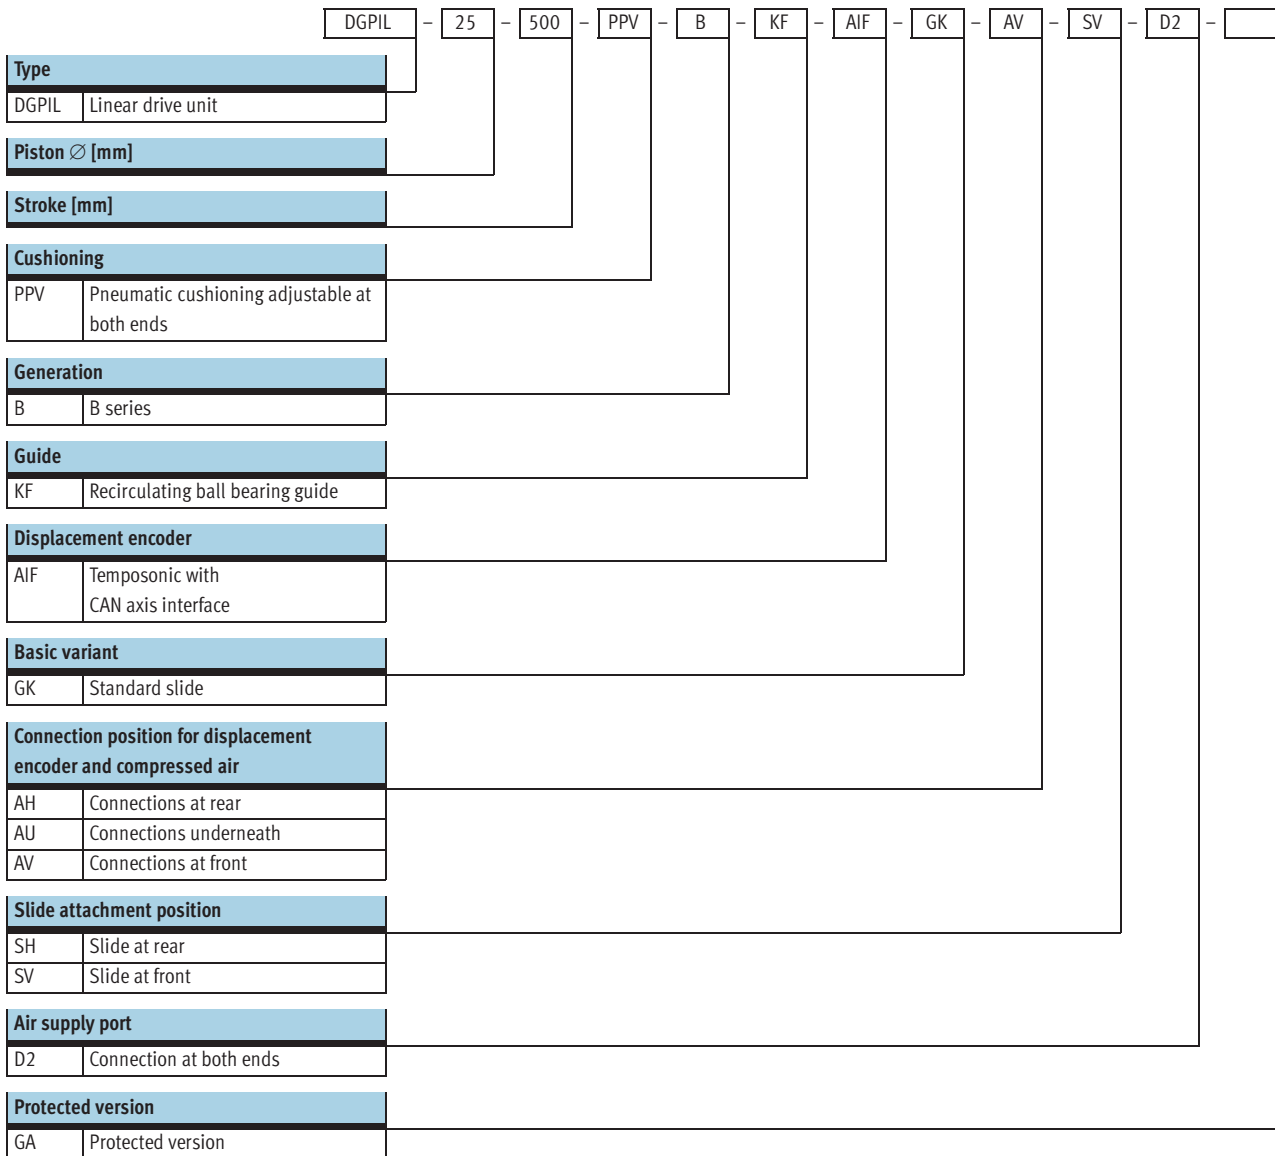 DGPIL – 25 – 500 – PPV – B – KF – AIF – GK – AV – SV – D2 –
Type
DGPIL Linear drive unit
Piston ∅ [mm]
Stroke [mm]
Cushioning
PPV Pneumatic cushioning adjustable at
both ends
Generation
B B series
Guide
KF Recirculating ball bearing guide
Displacement encoder
AIF Temposonic with
CAN axis interface
Basic variant
GK Standard slide
Connection position for displacement
encoder and compressed air
AH Connections at rear
AU Connections underneath
AV Connections at front
Slide attachment position
SH Slide at rear
SV Slide at front
Air supply port
D2 Connection at both ends
Protected version
GA Protected version